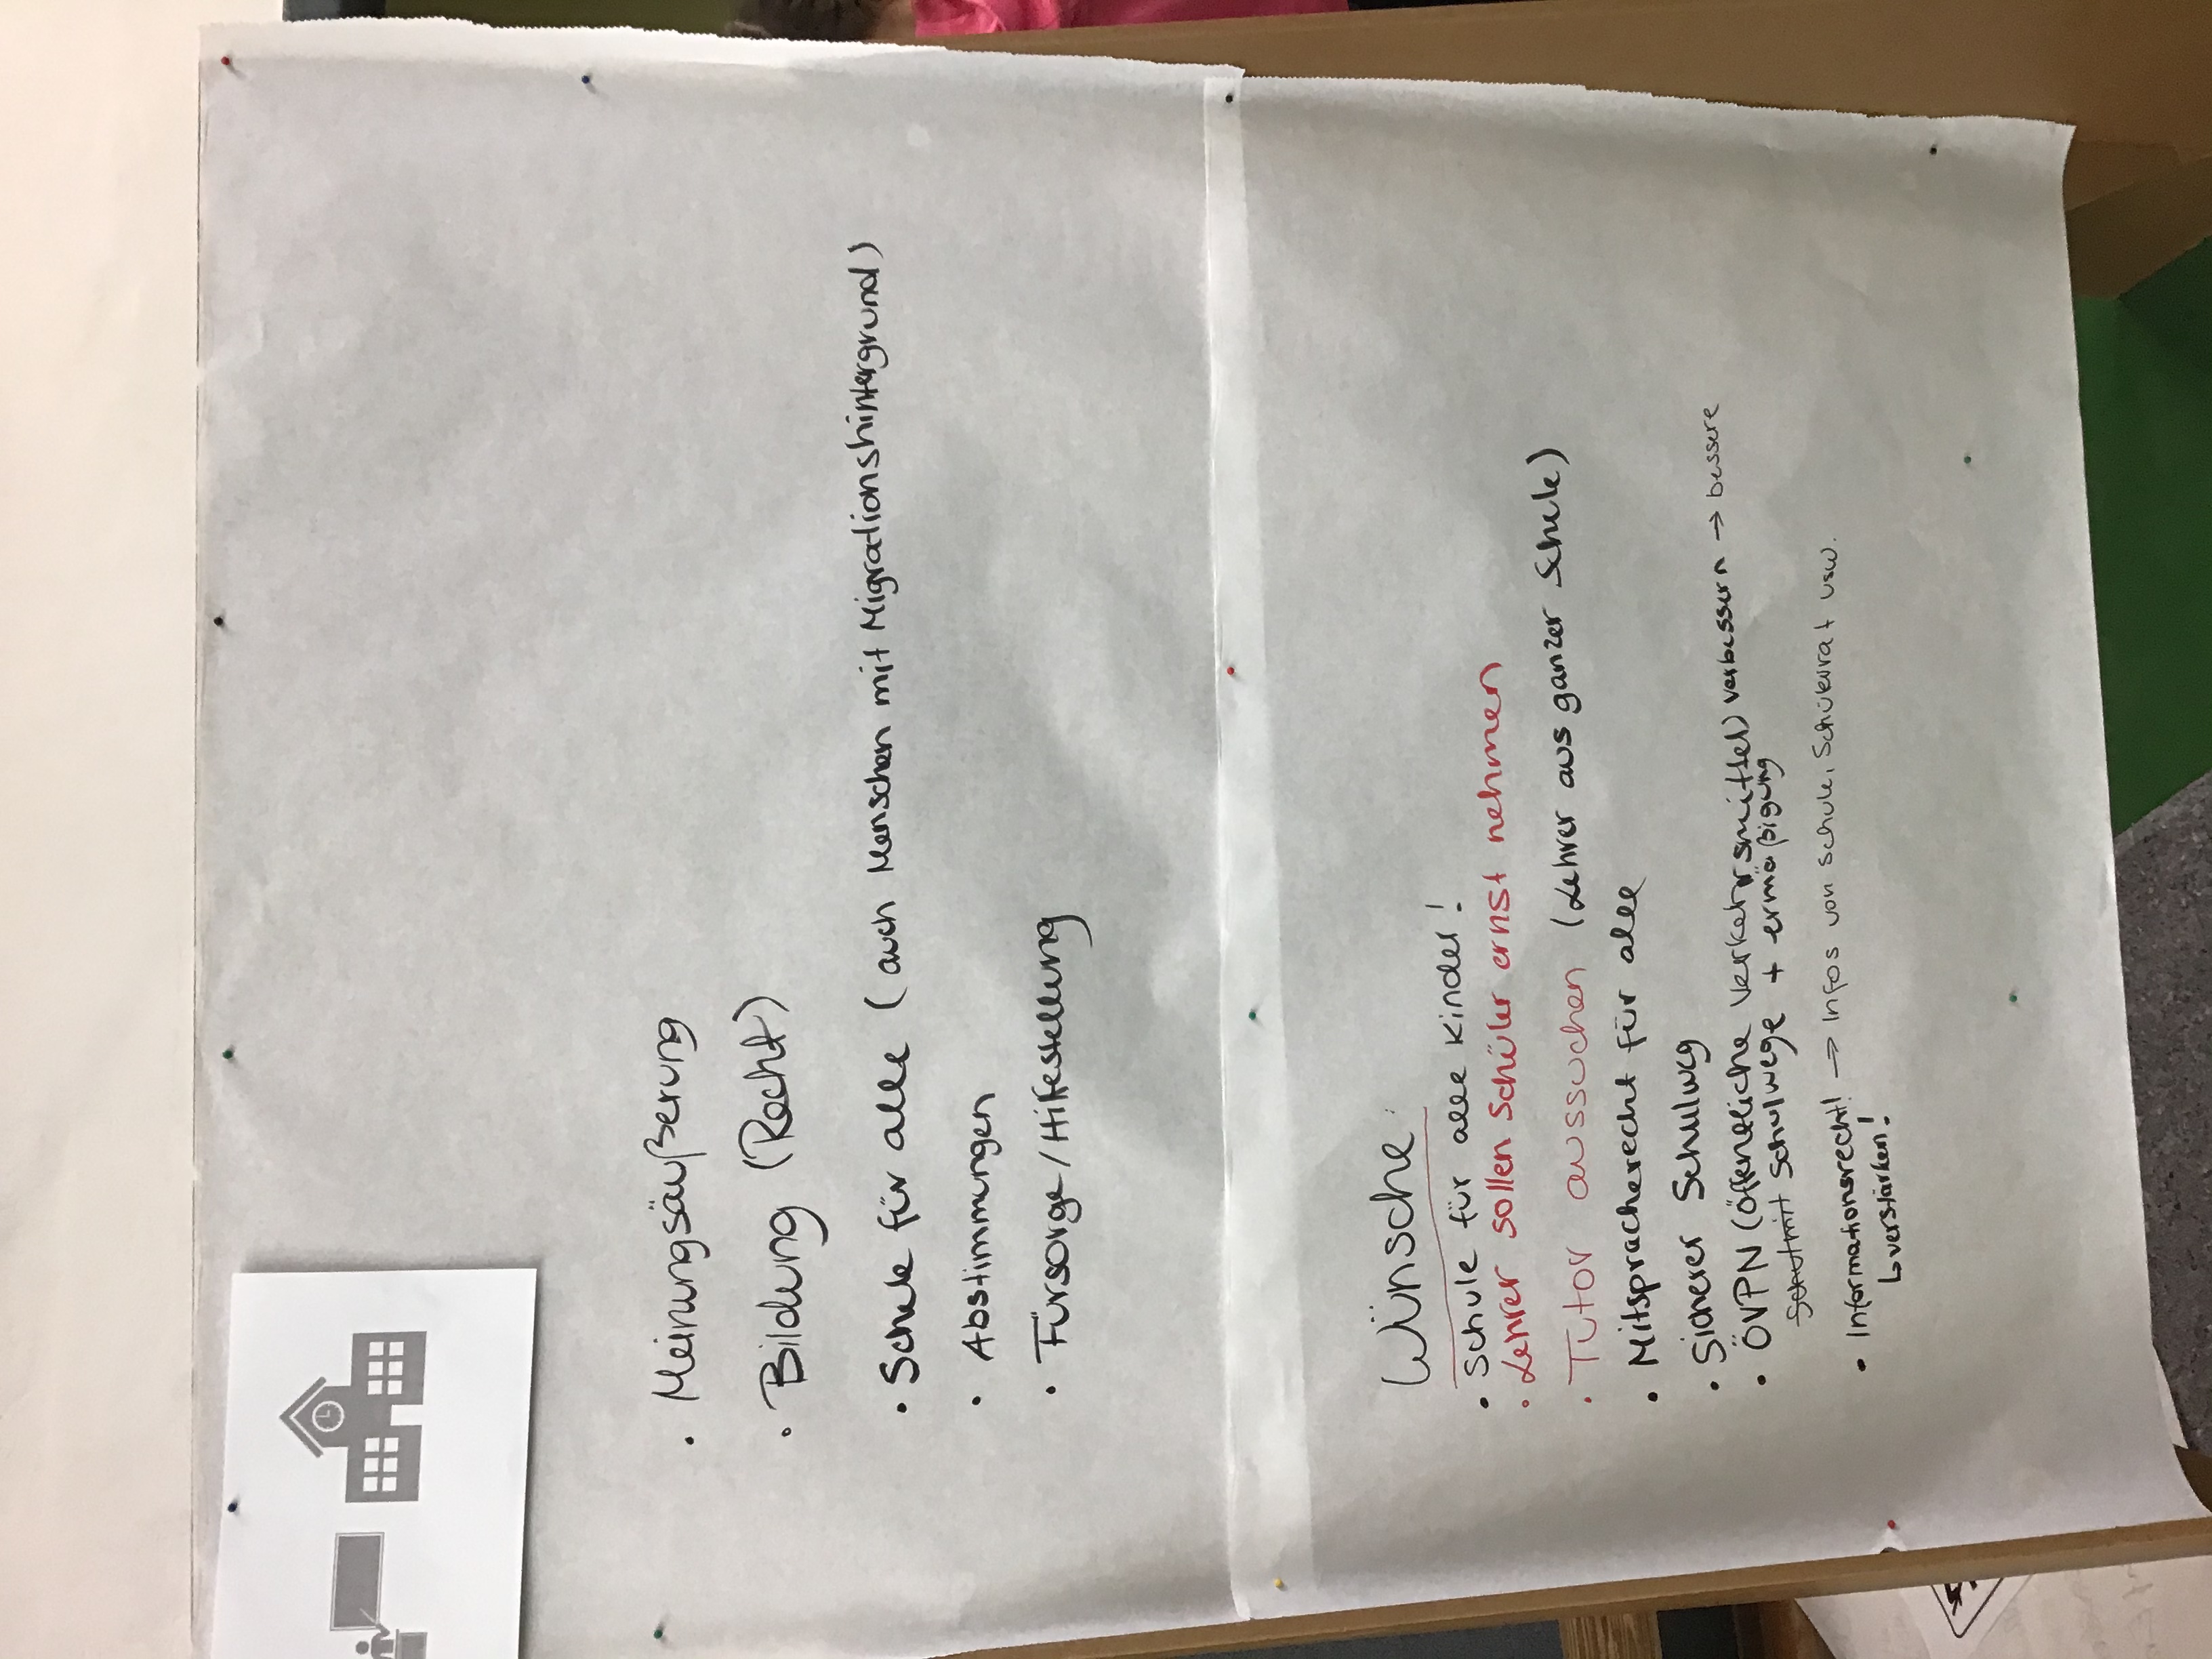 • Meinungsäußerung
• Bildung (Recht)
• Schule für alle (auch Menschen mit Migrationshintergrund)
• Abstimmungen
• Fürsorge/Hilfestellung
Wünsche:
• Schule für alle Kinder!
• Lehrer sollen Schüler ernst nehmen
• Tutor aussuchen (Lehrer aus ganzer Schule)
• Mitspracherecht für alle
• Sicherer Schulweg
• ÖVPN (Öffenlliche Verkehrsmittel) verbessern → bessere
Schulwege + ermäßigung
• Informationsrecht! → Infos von Schule, Schülerrat usw.
↳ verstärken!